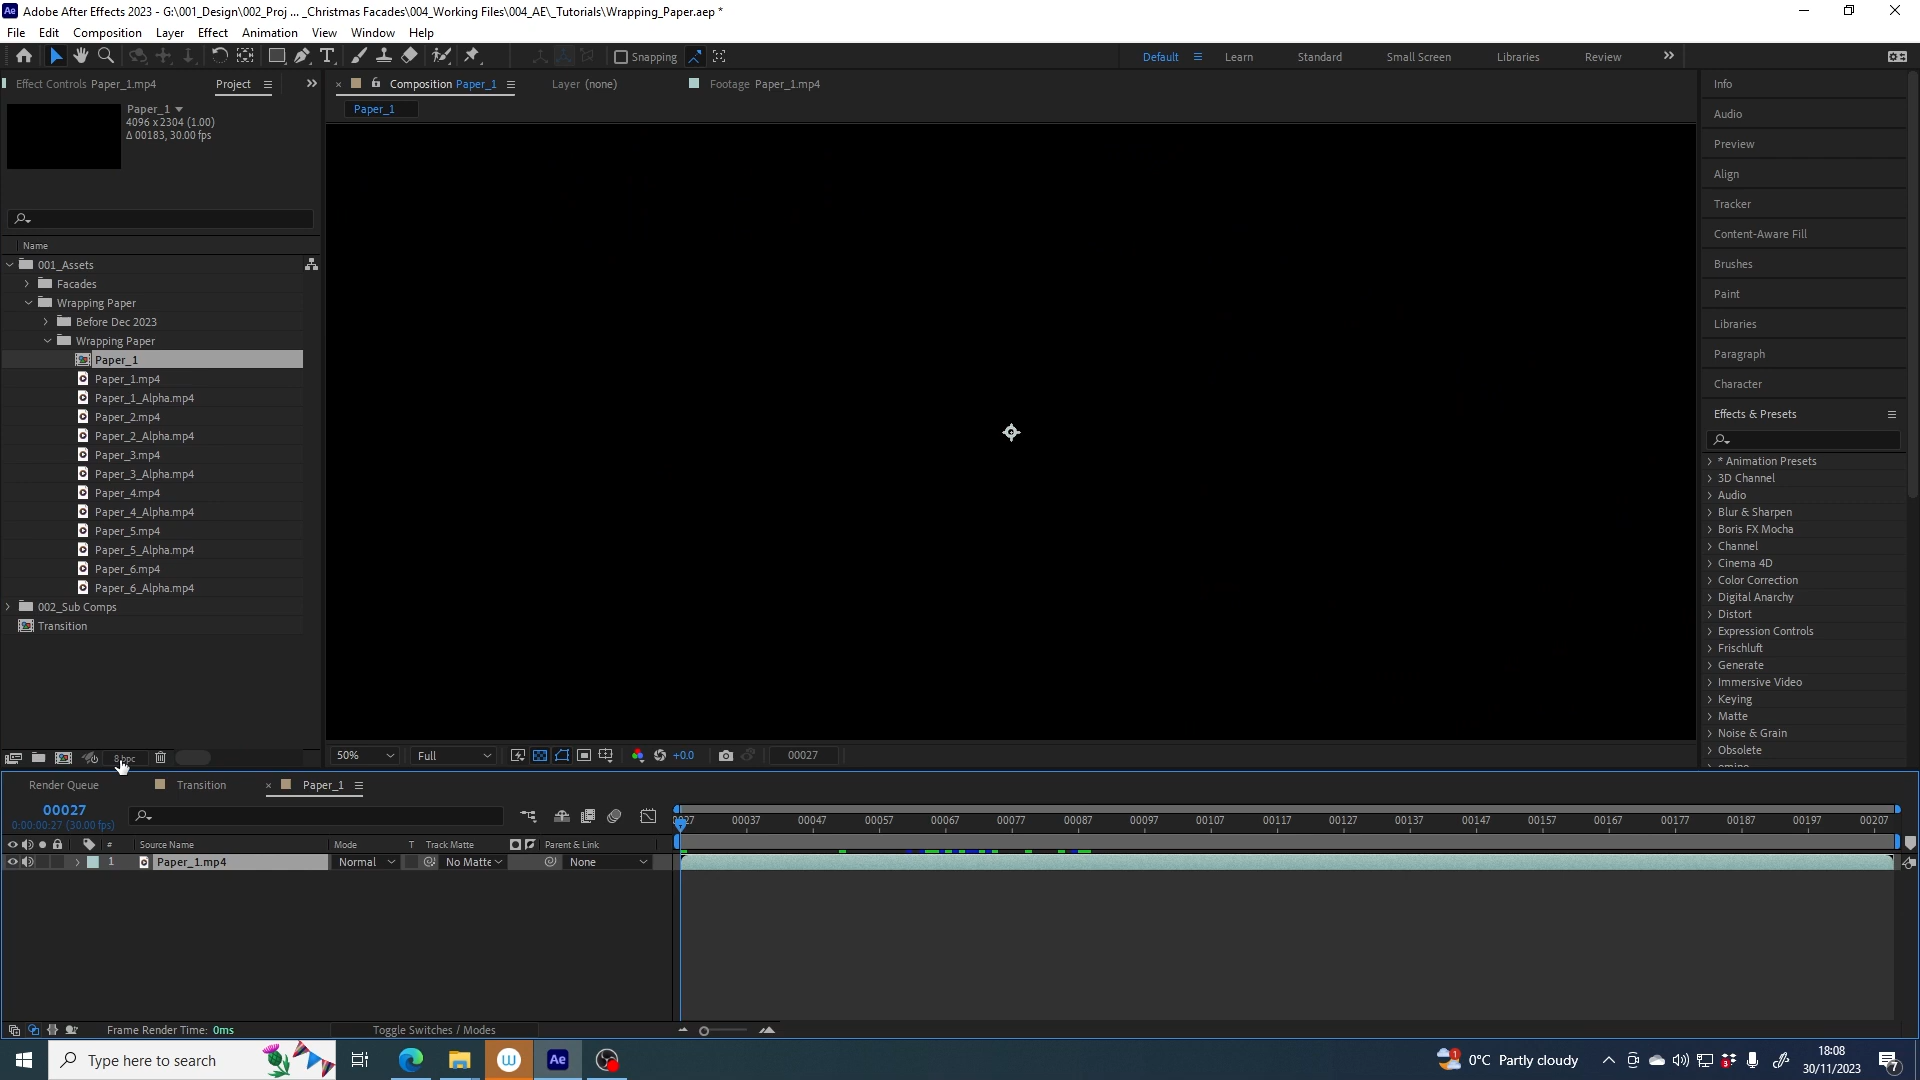 Adobe After Effects 2023 - G:\001_Design\002_Proj ... _Christmas Facades\004_Working Files\004_AE\_Tutorials\Wrapping_Paper.aep *
File Edit Composition Layer Effect Animation View Window Help
Snapping
Default Learn Standard Small Screen Libraries Review
Effect Controls Paper_1.mp4 Project
Composition Paper_1 Layer (none) Footage Paper_1.mp4
Paper_1
Paper_1
4096 x 2304 (1.00)
Δ 00183, 30.00 fps
Name
001_Assets
Facades
Wrapping Paper
Before Dec 2023
Wrapping Paper
Paper_1
Paper_1.mp4
Paper_1_Alpha.mp4
Paper_2.mp4
Paper_2_Alpha.mp4
Paper_3.mp4
Paper_3_Alpha.mp4
Paper_4.mp4
Paper_4_Alpha.mp4
Paper_5.mp4
Paper_5_Alpha.mp4
Paper_6.mp4
Paper_6_Alpha.mp4
002_Sub Comps
Transition
8 bpc
50% Full +0.0 00027
Info
Audio
Preview
Align
Tracker
Content-Aware Fill
Brushes
Paint
Libraries
Paragraph
Character
Effects & Presets
* Animation Presets
3D Channel
Audio
Blur & Sharpen
Boris FX Mocha
Channel
Cinema 4D
Color Correction
Digital Anarchy
Distort
Expression Controls
Frischluft
Generate
Immersive Video
Keying
Matte
Noise & Grain
Obsolete
Render Queue Transition Paper_1
00027
0:00:00:27 (30.00 fps)
00037 00047 00057 00067 00077 00087 00097 00107 00117 00127 00137 00147 00157 00167 00177 00187 00197 00207
# Source Name Mode T Track Matte Parent & Link
1 Paper_1.mp4 Normal No Matte None
Frame Render Time: 0ms Toggle Switches / Modes
Type here to search
0°C Partly cloudy
18:08
30/11/2023